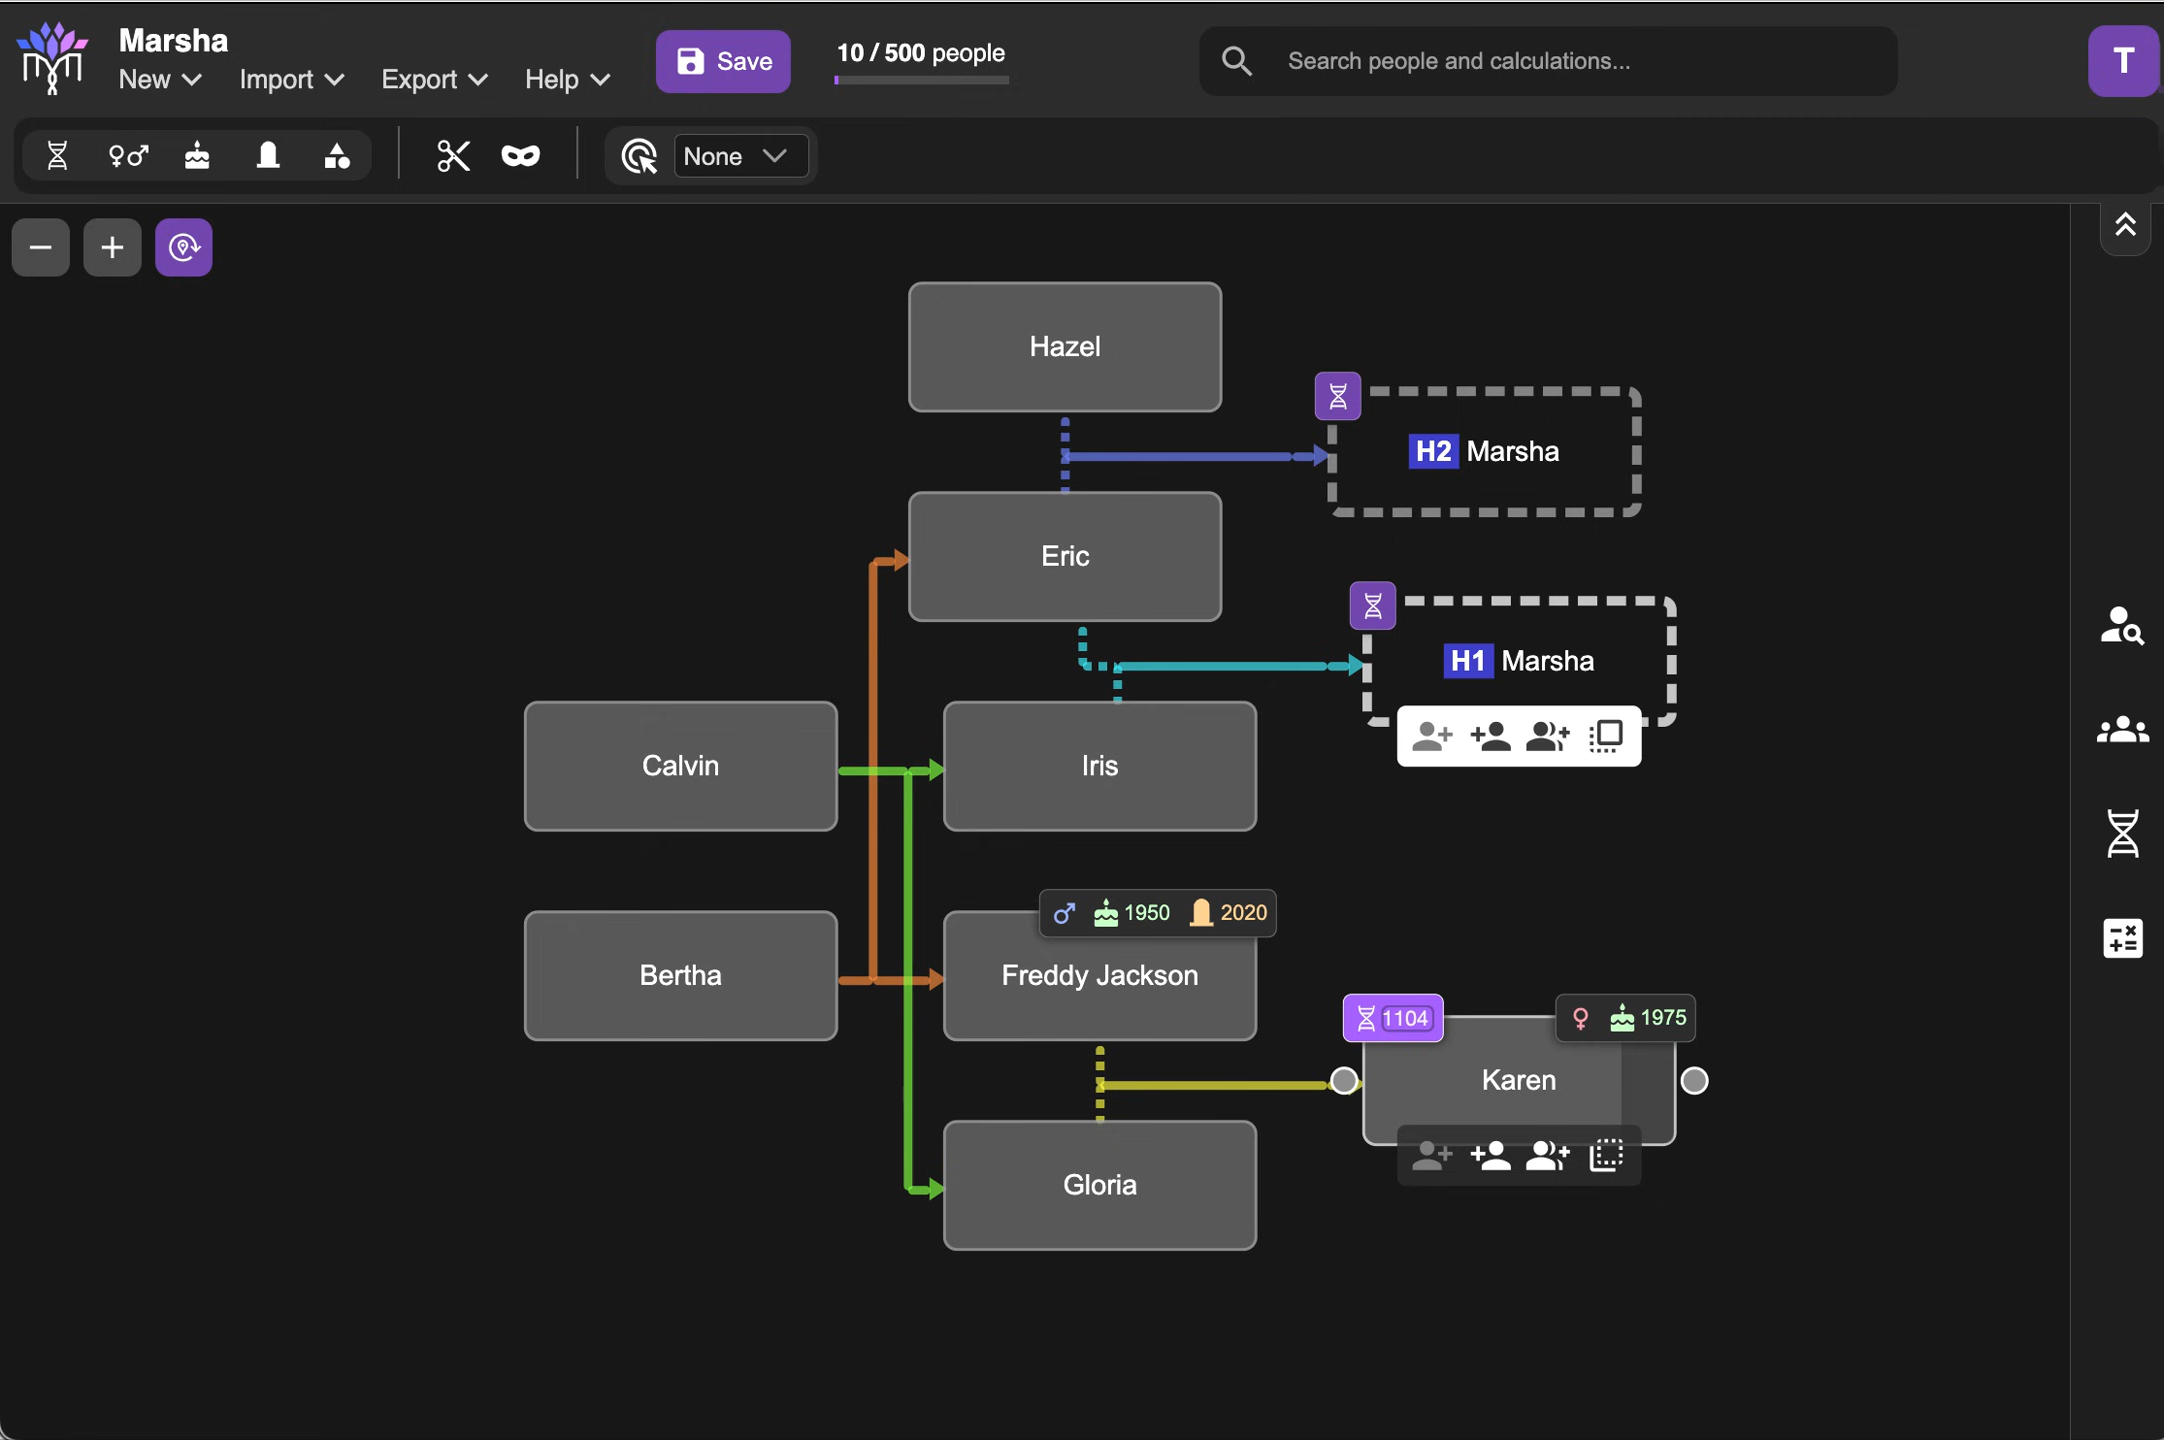 Marsha
New
Import
Export
Help
Save
10 / 500 people
Search people and calculations...
T
None
Hazel
H2 Marsha
Eric
H1 Marsha
Calvin
Iris
1950
2020
Bertha
Freddy Jackson
1104
1975
Karen
Gloria